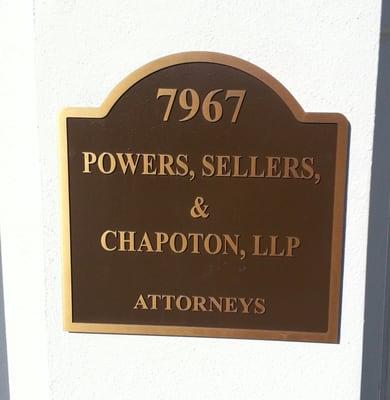 7967
POWERS, SELLERS,
&
CHAPOTON, LLP
ATTORNEYS